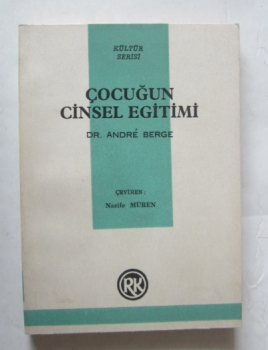 KÜLTÜR
SERİSİ
ÇOCUĞUN
CİNSEL EĞİTİMİ
DR. ANDRÉ BERGE
ÇEVİREN :
Nazife MÜREN
RK